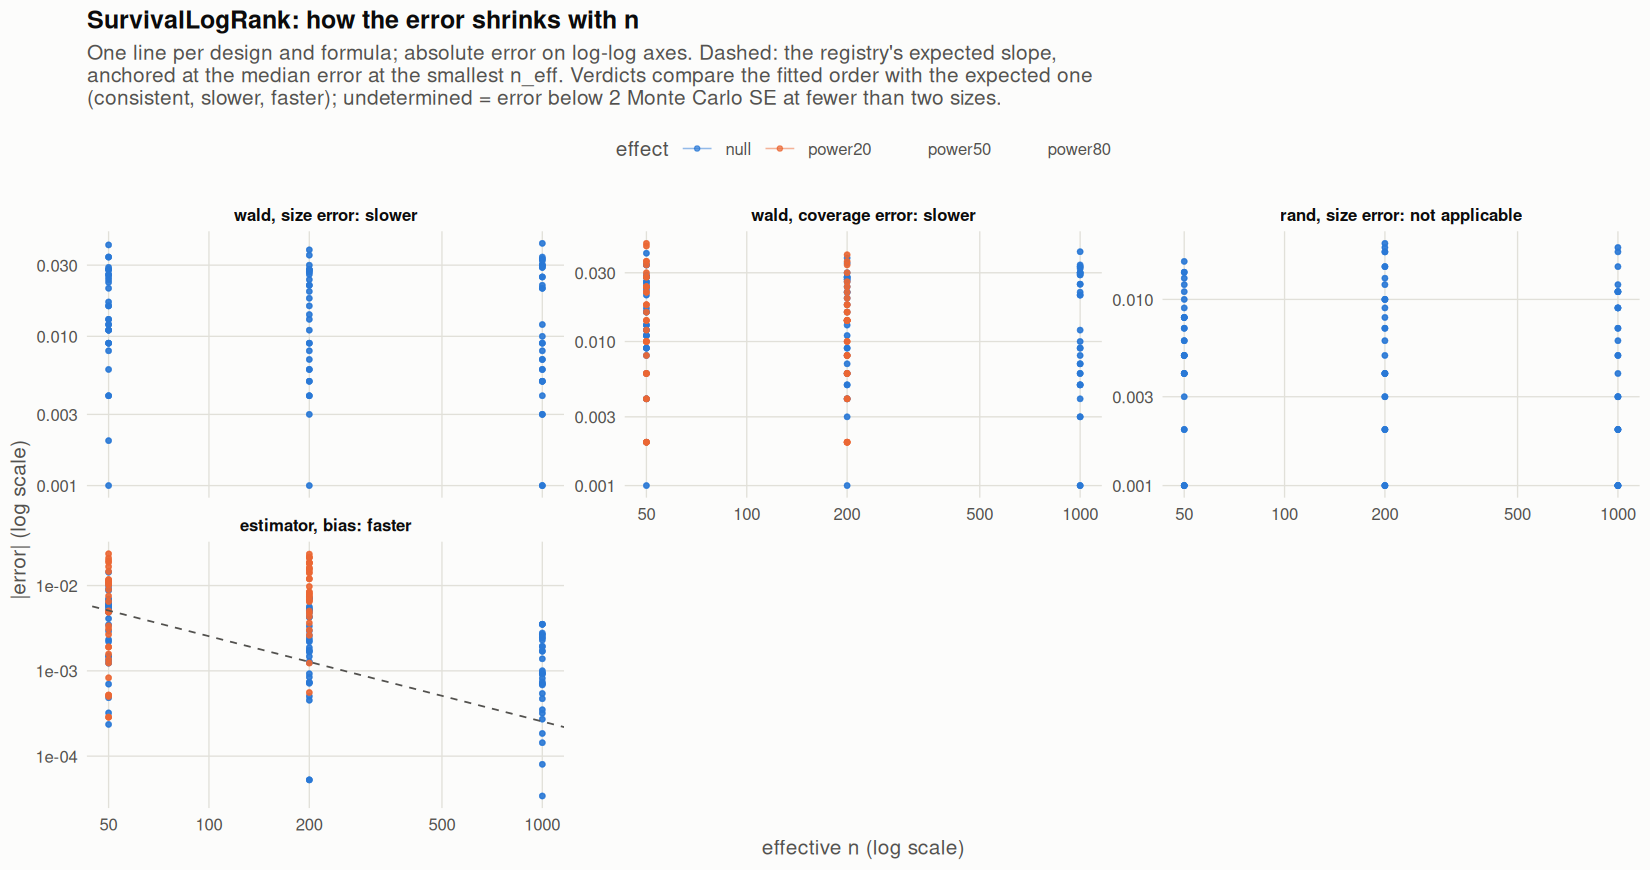 SurvivalLogRank: how the error shrinks with n
One line per design and formula; absolute error on log-log axes. Dashed: the registry's expected slope,
anchored at the median error at the smallest n_eff. Verdicts compare the fitted order with the expected one
(consistent, slower, faster); undetermined = error below 2 Monte Carlo SE at fewer than two sizes.
effect null power20 power50 power80
wald, size error: slower
0.030
0.010
0.003
0.001
wald, coverage error: slower
0.030
0.010
0.003
0.001
50 100 200 500 1000
rand, size error: not applicable
0.010
0.003
0.001
50 100 200 500 1000
estimator, bias: faster
1e-02
1e-03
1e-04
50 100 200 500 1000
|error| (log scale)
effective n (log scale)